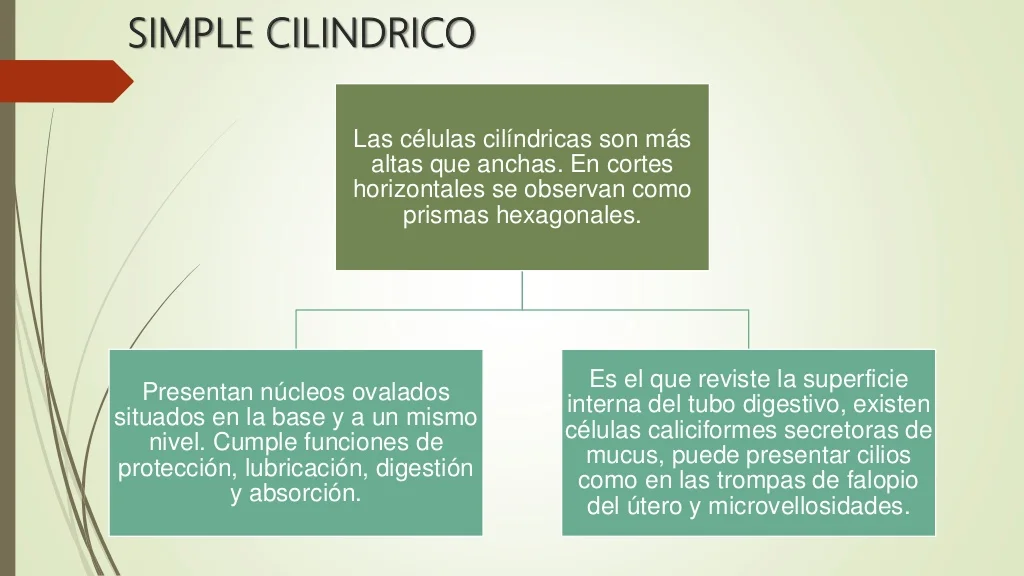 SIMPLE CILINDRICO
Las células cilíndricas son más
altas que anchas. En cortes
horizontales se observan como
prismas hexagonales.
Presentan núcleos ovalados
situados en la base y a un mismo
nivel. Cumple funciones de
protección, lubricación, digestión
y absorción.
Es el que reviste la superficie
interna del tubo digestivo, existen
células caliciformes secretoras de
mucus, puede presentar cilios
como en las trompas de falopio
del útero y microvellosidades.